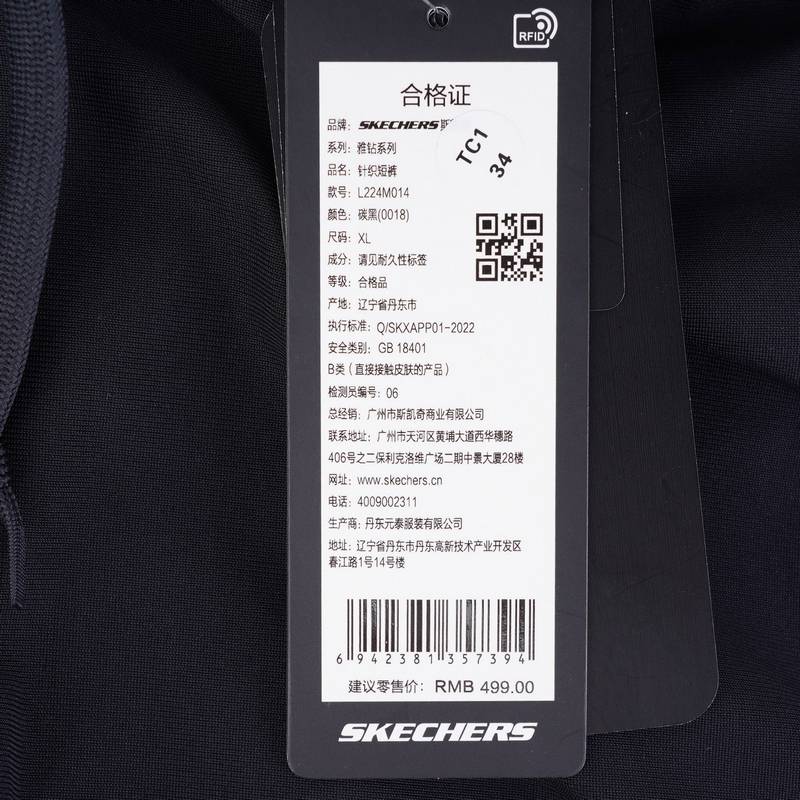 RFID
合格证
品牌: SKECHERS斯
系列: 雅钻系列
TC1
34
品名: 针织短裤
款号: L224M014
颜色: 碳黑(0018)
尺码: XL
成分: 请见耐久性标签
等级: 合格品
产地: 辽宁省丹东市
执行标准: Q/SKXAPP01-2022
安全类别: GB 18401
B类（直接接触皮肤的产品）
检测员编号: 06
总经销: 广州市斯凯奇商业有限公司
联系地址: 广州市天河区黄埔大道西华穗路
406号之二保利克洛维广场二期中景大厦28楼
网址: www.skechers.cn
电话: 4009002311
生产商: 丹东元泰服装有限公司
地址: 辽宁省丹东市丹东高新技术产业开发区
春江路1号14号楼
6 942381 357394
建议零售价: RMB 499.00
SKECHERS